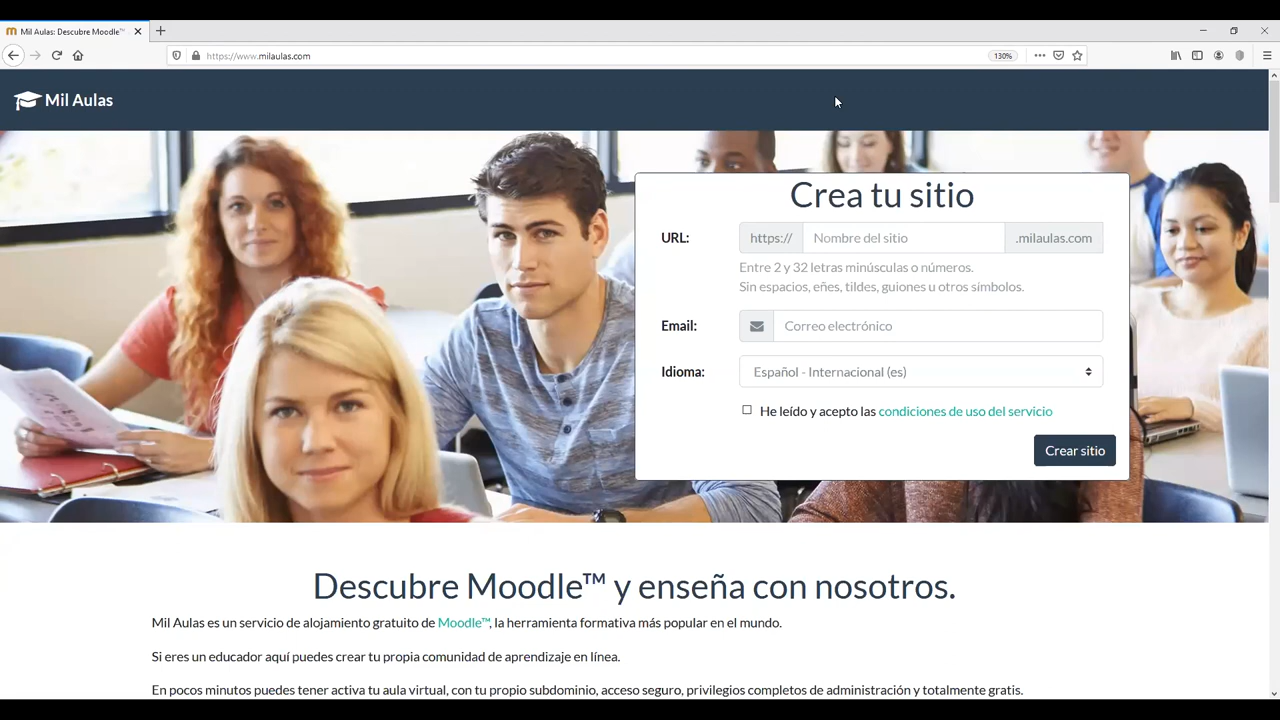 Mil Aulas: Descubre Moodle™
https://www.milaulas.com
130%
Mil Aulas
Crea tu sitio
URL:
https://
Nombre del sitio
.milaulas.com
Entre 2 y 32 letras minúsculas o números.
Sin espacios, eñes, tildes, guiones u otros símbolos.
Email:
Correo electrónico
Idioma:
Español - Internacional (es)
He leído y acepto las condiciones de uso del servicio
Crear sitio
Descubre Moodle™ y enseña con nosotros.
Mil Aulas es un servicio de alojamiento gratuito de Moodle™, la herramienta formativa más popular en el mundo.
Si eres un educador aquí puedes crear tu propia comunidad de aprendizaje en línea.
En pocos minutos puedes tener activa tu aula virtual, con tu propio subdominio, acceso seguro, privilegios completos de administración y totalmente gratis.